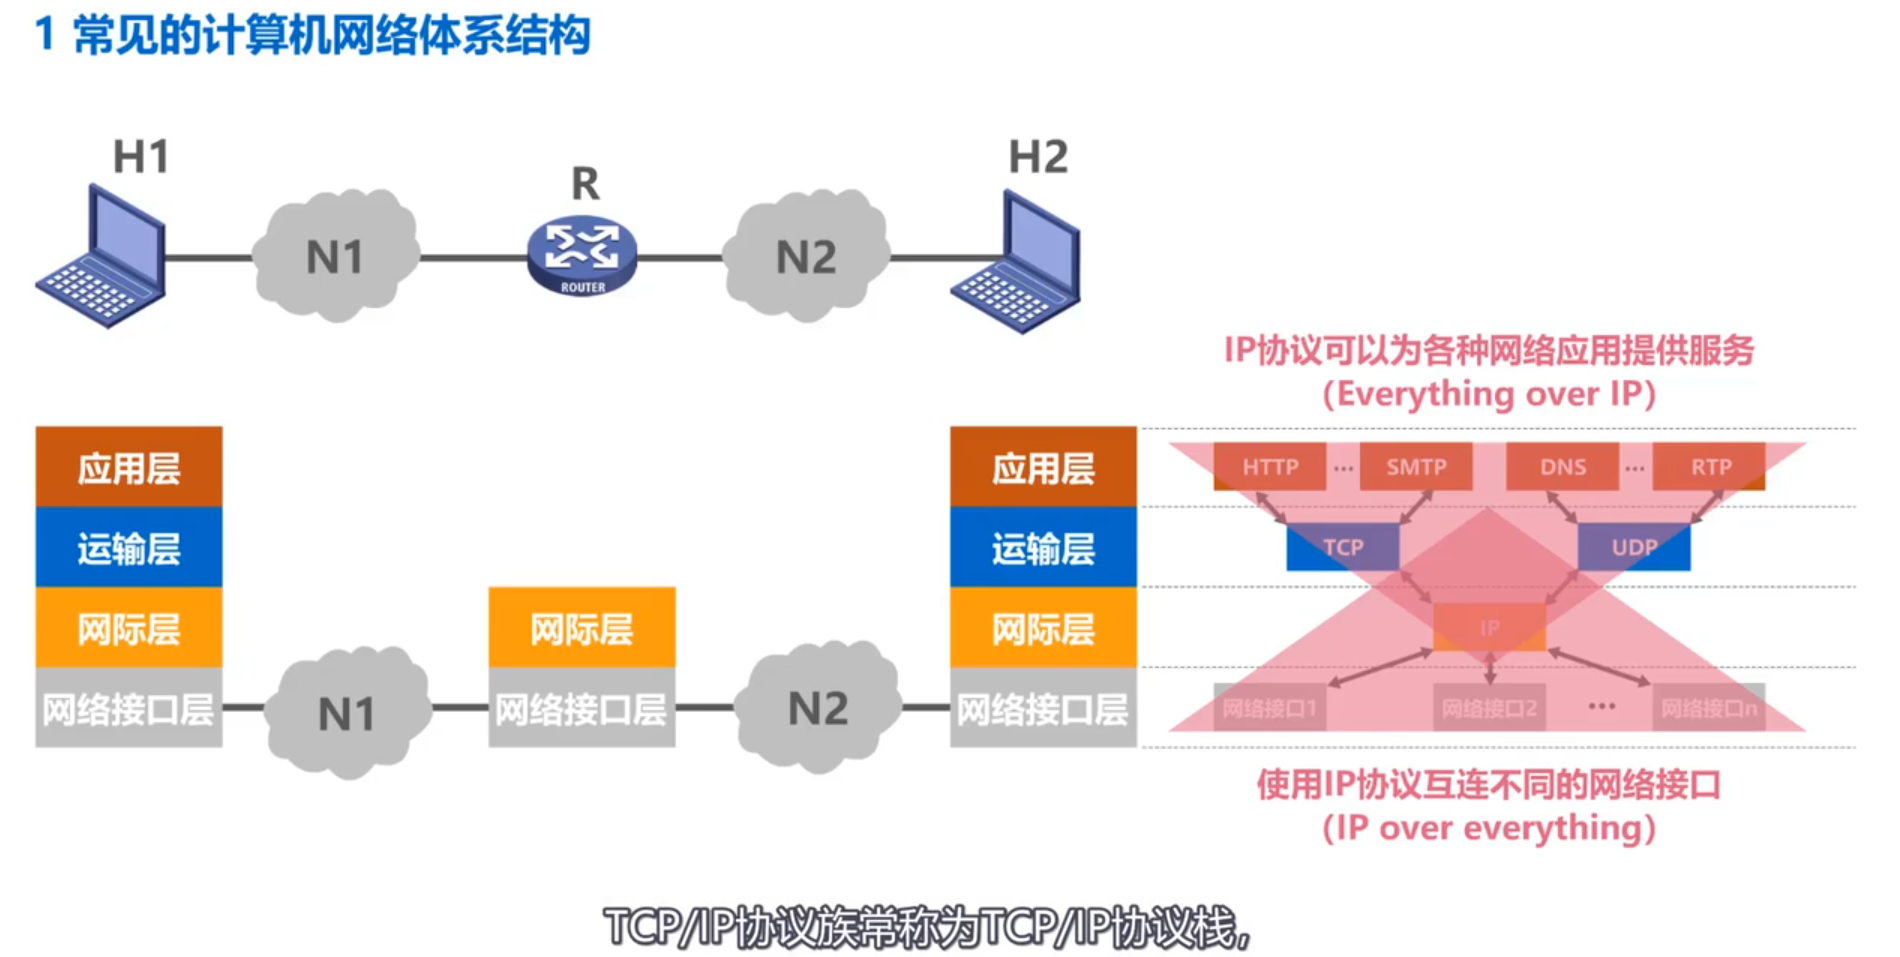 1 常见的计算机网络体系结构
H1
R
H2
N1
ROUTER
N2
IP协议可以为各种网络应用提供服务
（Everything over IP）
应用层
应用层
HTTP
...
SMTP
DNS
...
RTP
运输层
运输层
TCP
UDP
网际层
网际层
网际层
IP
网络接口层
N1
网络接口层
N2
网络接口层
网络接口1
网络接口2
...
网络接口n
使用IP协议互连不同的网络接口
（IP over everything）
TCP/IP协议族常称为TCP/IP协议栈，